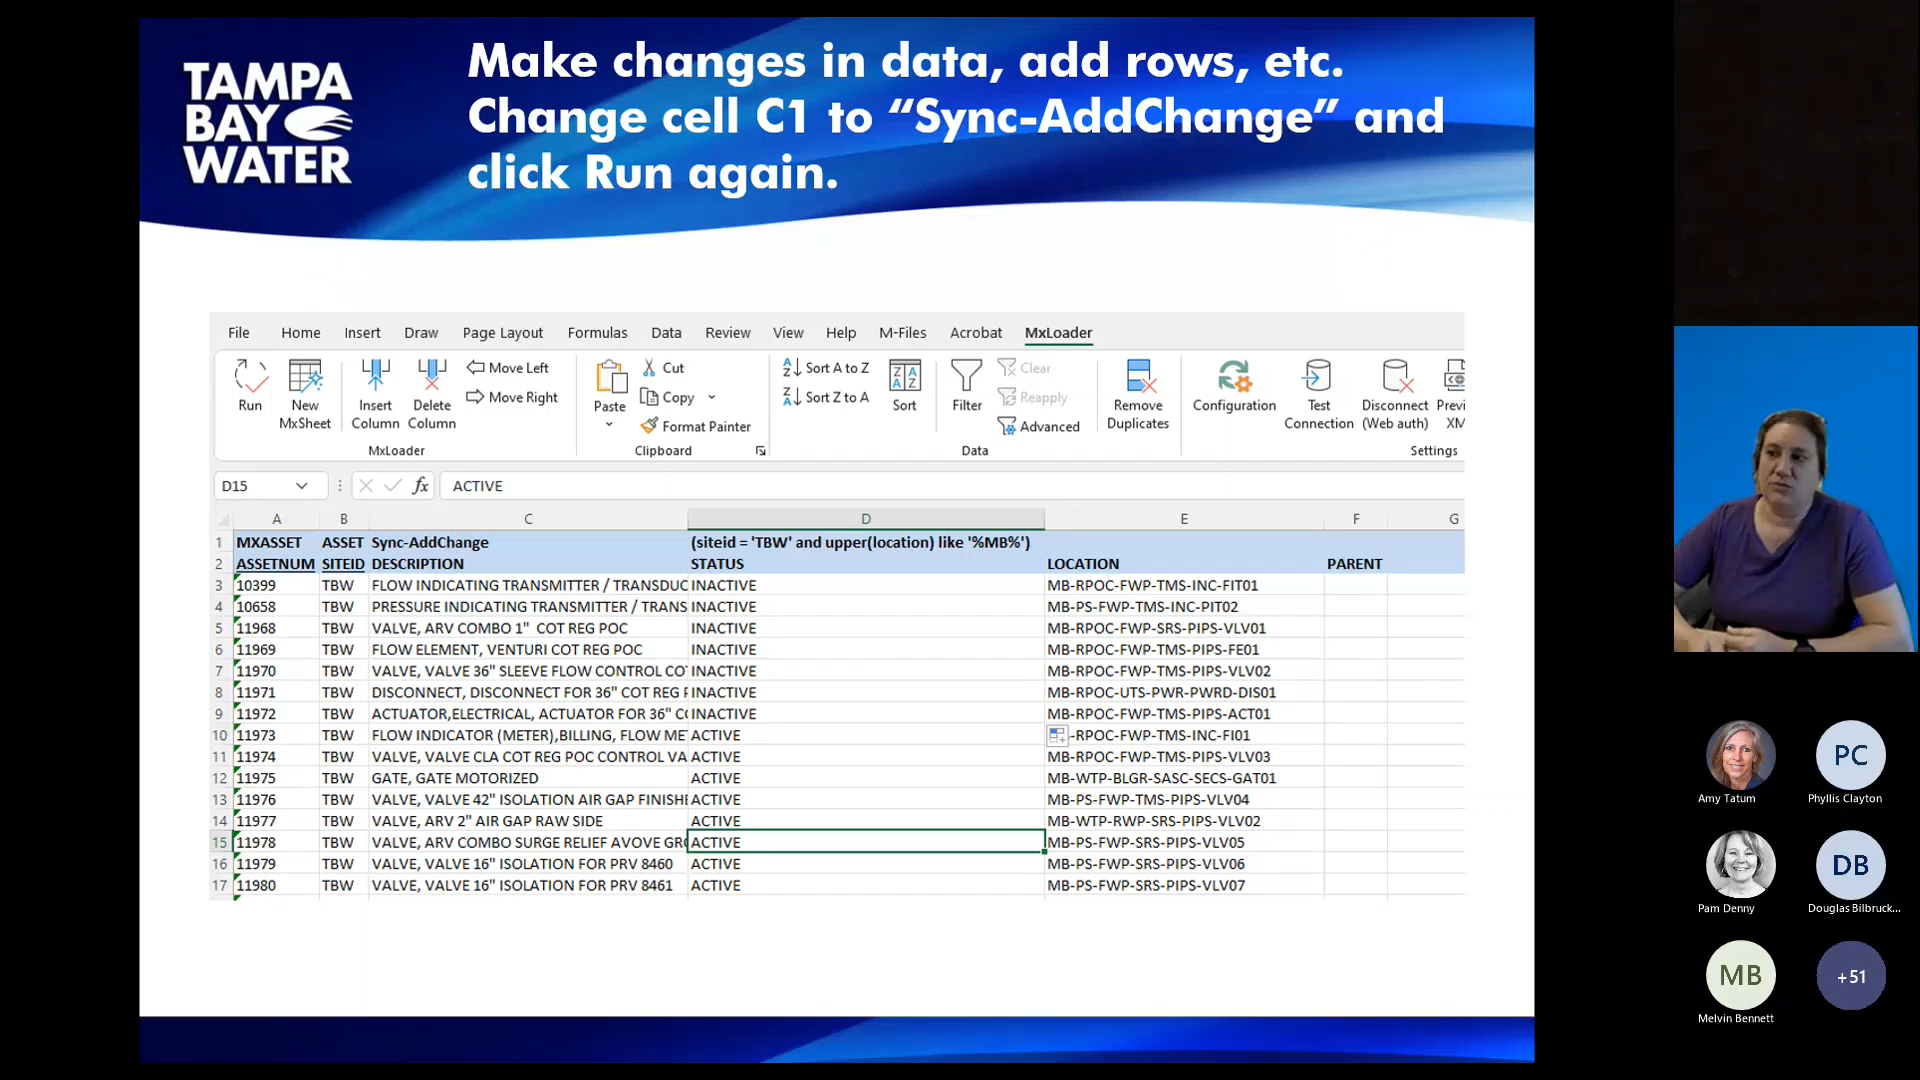 TAMPA
BAY
WATER
Make changes in data, add rows, etc.
Change cell C1 to “Sync-AddChange” and
click Run again.
File Home Insert Draw Page Layout Formulas Data Review View Help M-Files Acrobat MxLoader
Run
New
MxSheet
Insert
Column
Delete
Column
Move Left
Move Right
MxLoader
Paste
Cut
Copy
Format Painter
Clipboard
Sort A to Z
Sort Z to A
Sort
Filter
Clear
Reapply
Advanced
Data
Remove
Duplicates
Configuration
Test
Connection
Disconnect
(Web auth)
Previ
XM
Settings
D15 fx ACTIVE
A B C D E F G
1 MXASSET ASSET Sync-AddChange (siteid = 'TBW' and upper(location) like '%MB%')
2 ASSETNUM SITEID DESCRIPTION STATUS LOCATION PARENT
3 10399 TBW FLOW INDICATING TRANSMITTER / TRANSDUC INACTIVE MB-RPOC-FWP-TMS-INC-FIT01
4 10658 TBW PRESSURE INDICATING TRANSMITTER / TRANS INACTIVE MB-PS-FWP-TMS-INC-PIT02
5 11968 TBW VALVE, ARV COMBO 1" COT REG POC INACTIVE MB-RPOC-FWP-SRS-PIPS-VLV01
6 11969 TBW FLOW ELEMENT, VENTURI COT REG POC INACTIVE MB-RPOC-FWP-TMS-PIPS-FE01
7 11970 TBW VALVE, VALVE 36" SLEEVE FLOW CONTROL COT INACTIVE MB-RPOC-FWP-TMS-PIPS-VLV02
8 11971 TBW DISCONNECT, DISCONNECT FOR 36" COT REG INACTIVE MB-RPOC-UTS-PWR-PWRD-DIS01
9 11972 TBW ACTUATOR,ELECTRICAL, ACTUATOR FOR 36" CO INACTIVE MB-RPOC-FWP-TMS-PIPS-ACT01
10 11973 TBW FLOW INDICATOR (METER),BILLING, FLOW ME ACTIVE -RPOC-FWP-TMS-INC-FI01
11 11974 TBW VALVE, VALVE CLA COT REG POC CONTROL VA ACTIVE MB-RPOC-FWP-TMS-PIPS-VLV03
12 11975 TBW GATE, GATE MOTORIZED ACTIVE MB-WTP-BLGR-SASC-SECS-GAT01
13 11976 TBW VALVE, VALVE 42" ISOLATION AIR GAP FINISHE ACTIVE MB-PS-FWP-TMS-PIPS-VLV04
14 11977 TBW VALVE, ARV 2" AIR GAP RAW SIDE ACTIVE MB-WTP-RWP-SRS-PIPS-VLV02
15 11978 TBW VALVE, ARV COMBO SURGE RELIEF AVOVE GR ACTIVE MB-PS-FWP-SRS-PIPS-VLV05
16 11979 TBW VALVE, VALVE 16" ISOLATION FOR PRV 8460 ACTIVE MB-PS-FWP-SRS-PIPS-VLV06
17 11980 TBW VALVE, VALVE 16" ISOLATION FOR PRV 8461 ACTIVE MB-PS-FWP-SRS-PIPS-VLV07
PC
Amy Tatum Phyllis Clayton
DB
Pam Denny Douglas Bilbruck...
MB +51
Melvin Bennett